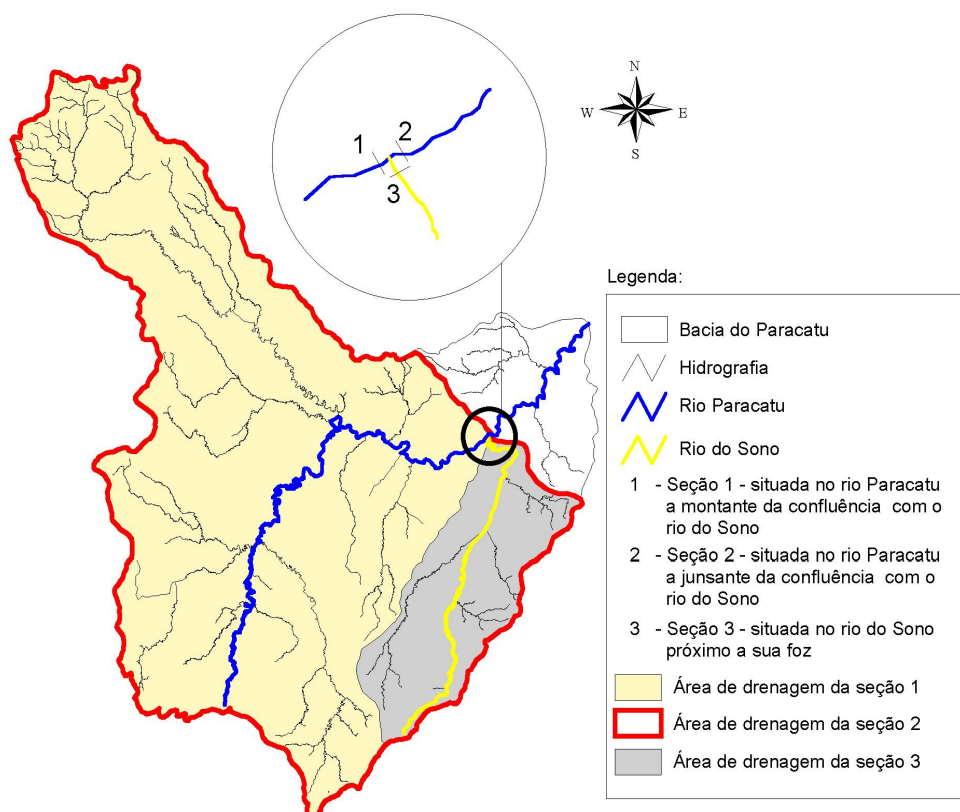 N
W E
S
1
2
3
Legenda:
Bacia do Paracatu
Hidrografia
Rio Paracatu
Rio do Sono
1 - Seção 1 - situada no rio Paracatu
a montante da confluência com o
rio do Sono
2 - Seção 2 - situada no rio Paracatu
a junsante da confluência com o
rio do Sono
3 - Seção 3 - situada no rio do Sono
próximo a sua foz
Área de drenagem da seção 1
Área de drenagem da seção 2
Área de drenagem da seção 3